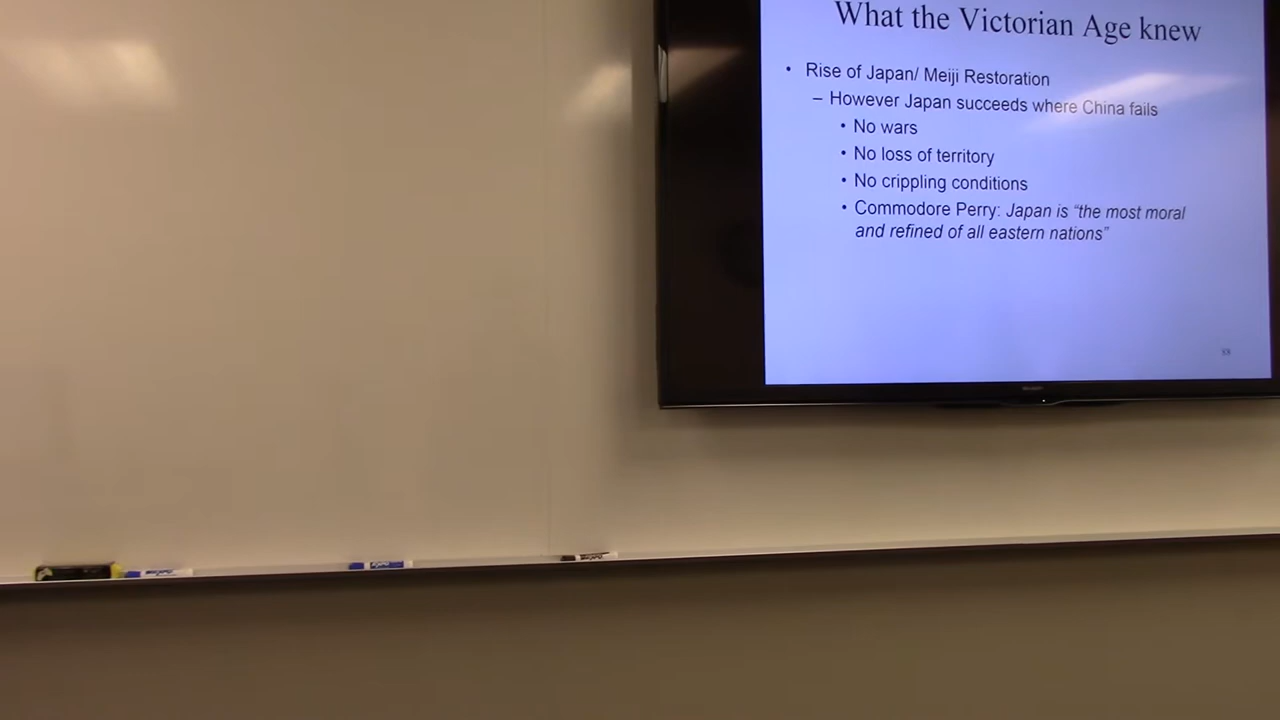 What the Victorian Age knew
• Rise of Japan/ Meiji Restoration
– However Japan succeeds where China fails
• No wars
• No loss of territory
• No crippling conditions
• Commodore Perry: Japan is “the most moral
and refined of all eastern nations”